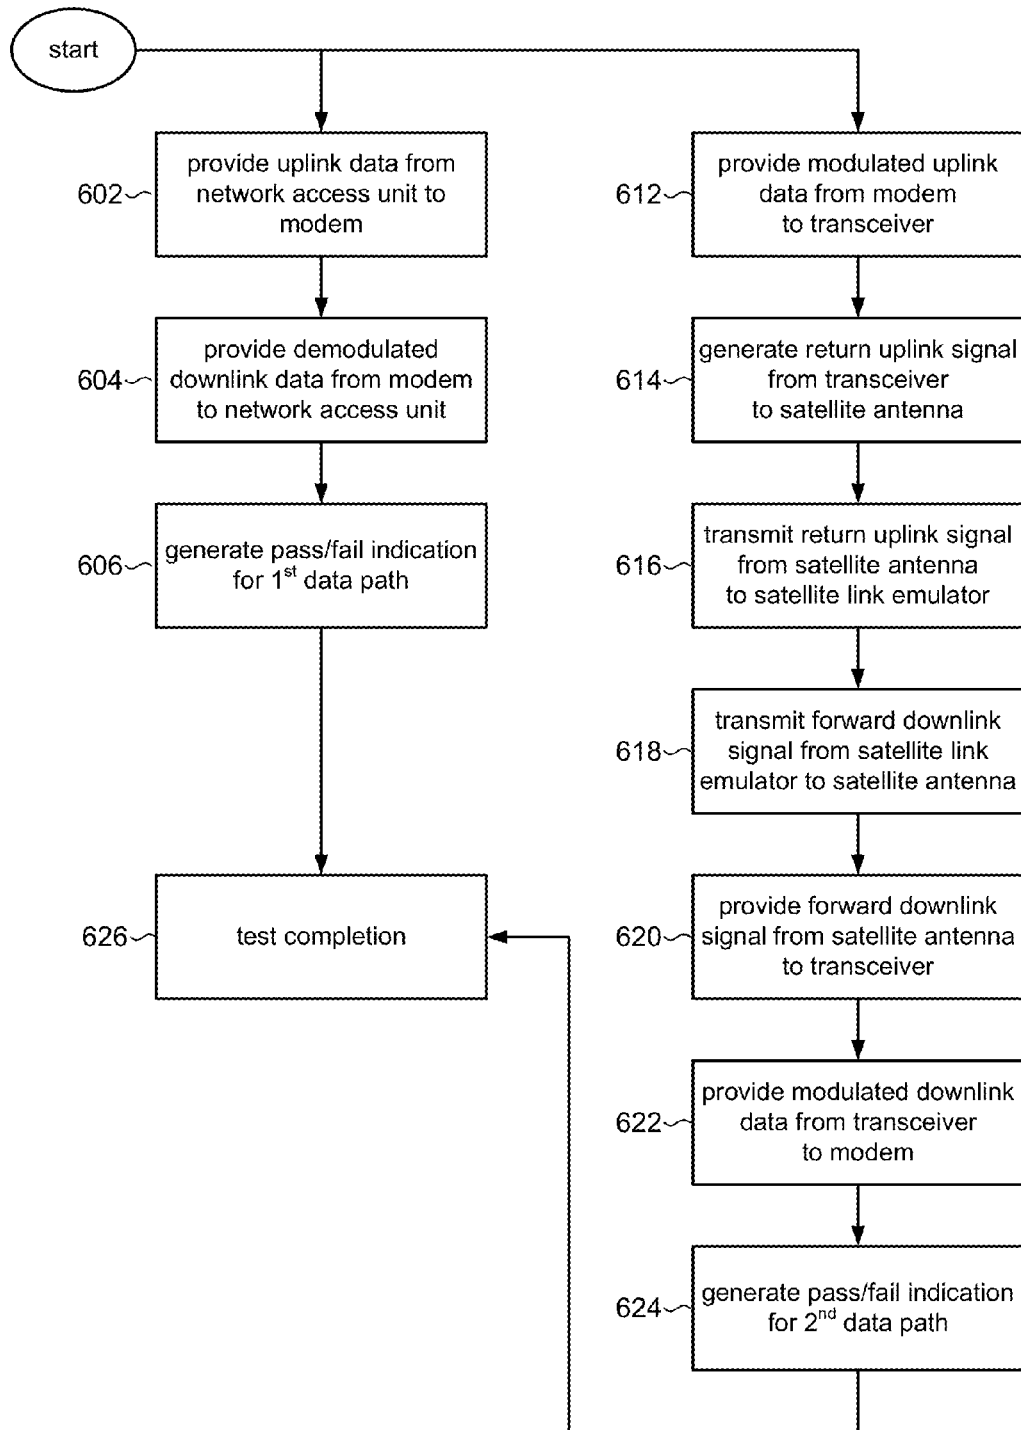 start
602
provide uplink data from
network access unit to
modem
604
provide demodulated
downlink data from modem
to network access unit
606
generate pass/fail indication
for 1st data path
626
test completion
612
provide modulated uplink
data from modem
to transceiver
614
generate return uplink signal
from transceiver
to satellite antenna
616
transmit return uplink signal
from satellite antenna
to satellite link emulator
618
transmit forward downlink
signal from satellite link
emulator to satellite antenna
620
provide forward downlink
signal from satellite antenna
to transceiver
622
provide modulated downlink
data from transceiver
to modem
624
generate pass/fail indication
for 2nd data path